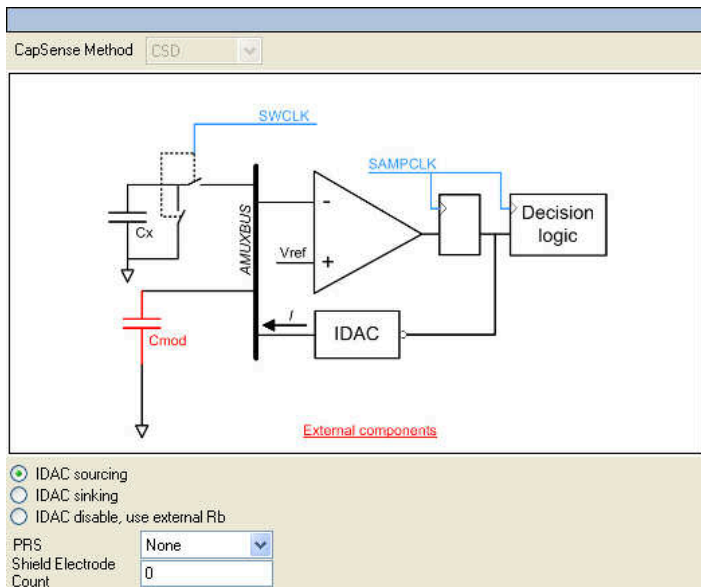 CapSense Method CSD
SWCLK
SAMPCLK
Cx
AMUXBUS
-
Vref
+
Decision
logic
I
IDAC
Cmod
External components
IDAC sourcing
IDAC sinking
IDAC disable, use external Rb
PRS None
Shield Electrode
Count 0